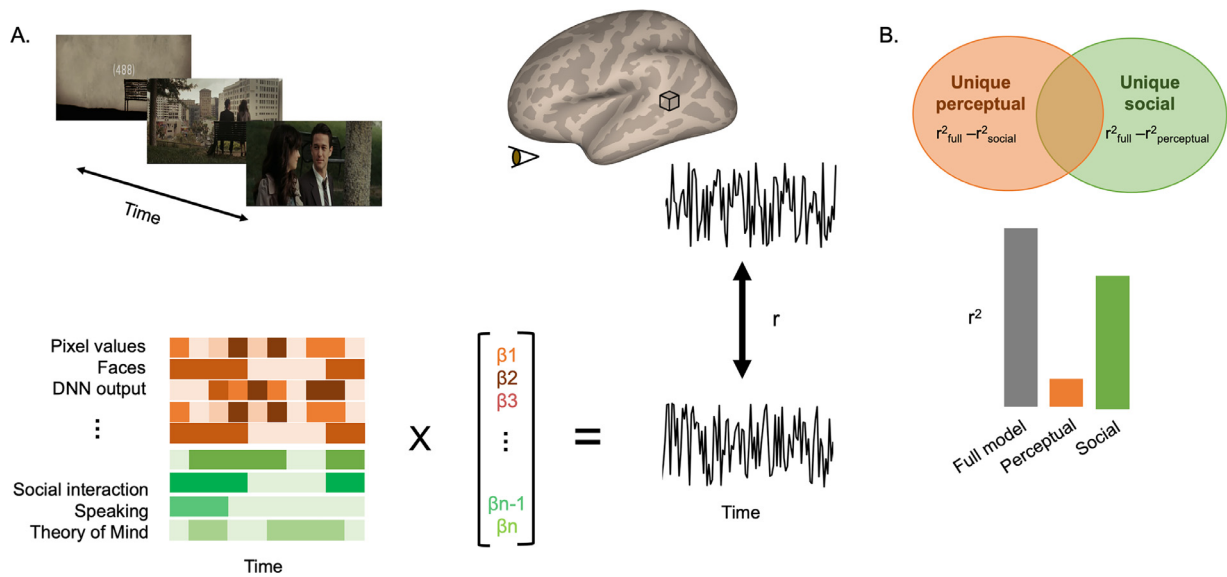 A.
(488)
Time
B.
Unique
perceptual
r²full –r²social
Unique
social
r²full –r²perceptual
r
r²
Full model
Perceptual
Social
Pixel values
Faces
DNN output
⋮
Social interaction
Speaking
Theory of Mind
Time
X
β1
β2
β3
⋮
βn-1
βn
=
Time